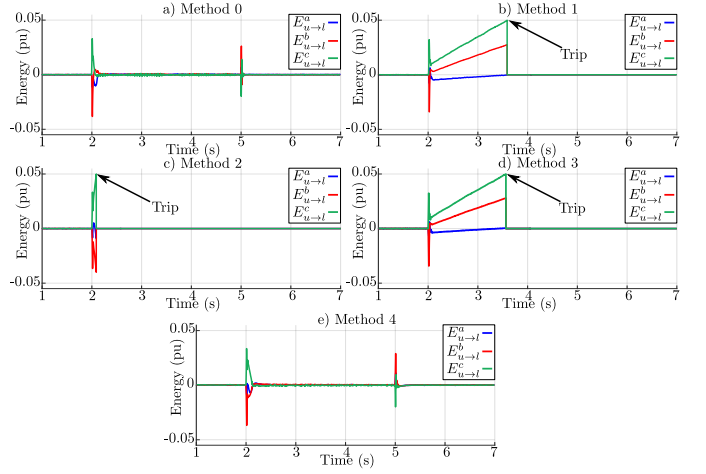 a) Method 0
Energy (pu)
0.05
0
-0.05
1 2 3 4 5 6 7
Time (s)
E^a_{u→l}
E^b_{u→l}
E^c_{u→l}
b) Method 1
Energy (pu)
0.05
0
-0.05
1 2 3 4 5 6 7
Time (s)
Trip
E^a_{u→l}
E^b_{u→l}
E^c_{u→l}
c) Method 2
Energy (pu)
0.05
0
-0.05
1 2 3 4 5 6 7
Time (s)
Trip
E^a_{u→l}
E^b_{u→l}
E^c_{u→l}
d) Method 3
Energy (pu)
0.05
0
-0.05
1 2 3 4 5 6 7
Time (s)
Trip
E^a_{u→l}
E^b_{u→l}
E^c_{u→l}
e) Method 4
Energy (pu)
0.05
0
-0.05
1 2 3 4 5 6 7
Time (s)
E^a_{u→l}
E^b_{u→l}
E^c_{u→l}